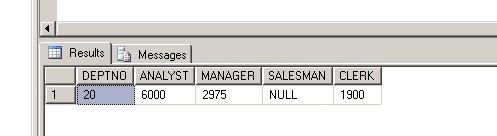 Results Messages
DEPTNO ANALYST MANAGER SALESMAN CLERK
1 20 6000 2975 NULL 1900